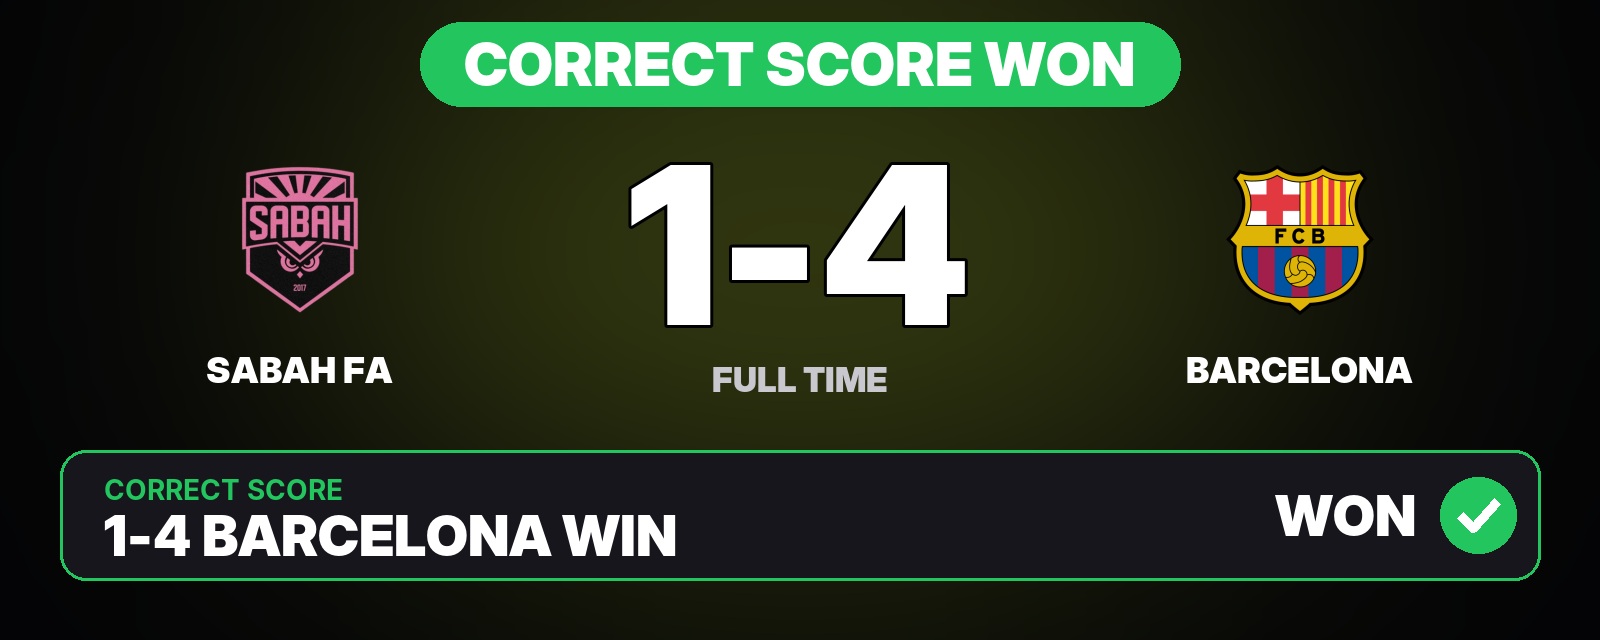 CORRECT SCORE WON
1-4
SABAH
2017
FCB
SABAH FA
FULL TIME
BARCELONA
CORRECT SCORE
1-4 BARCELONA WIN
WON